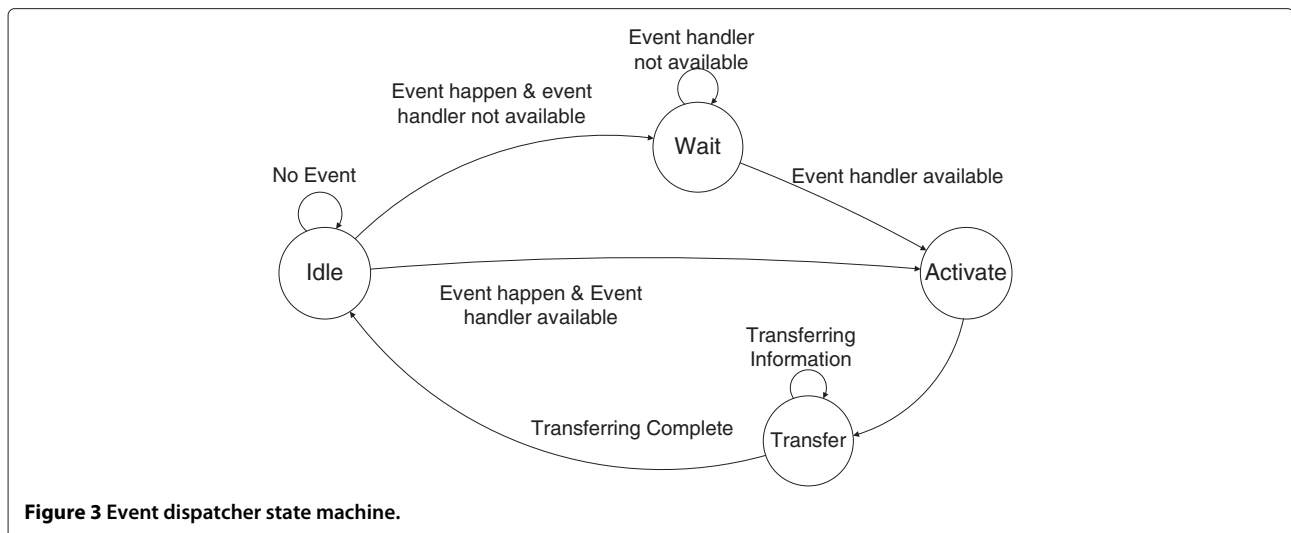 Event handler
not available
Event happen & event
handler not available
Wait
No Event
Event handler available
Idle
Activate
Event happen & Event
handler available
Transferring
Information
Transferring Complete
Transfer
Figure 3 Event dispatcher state machine.